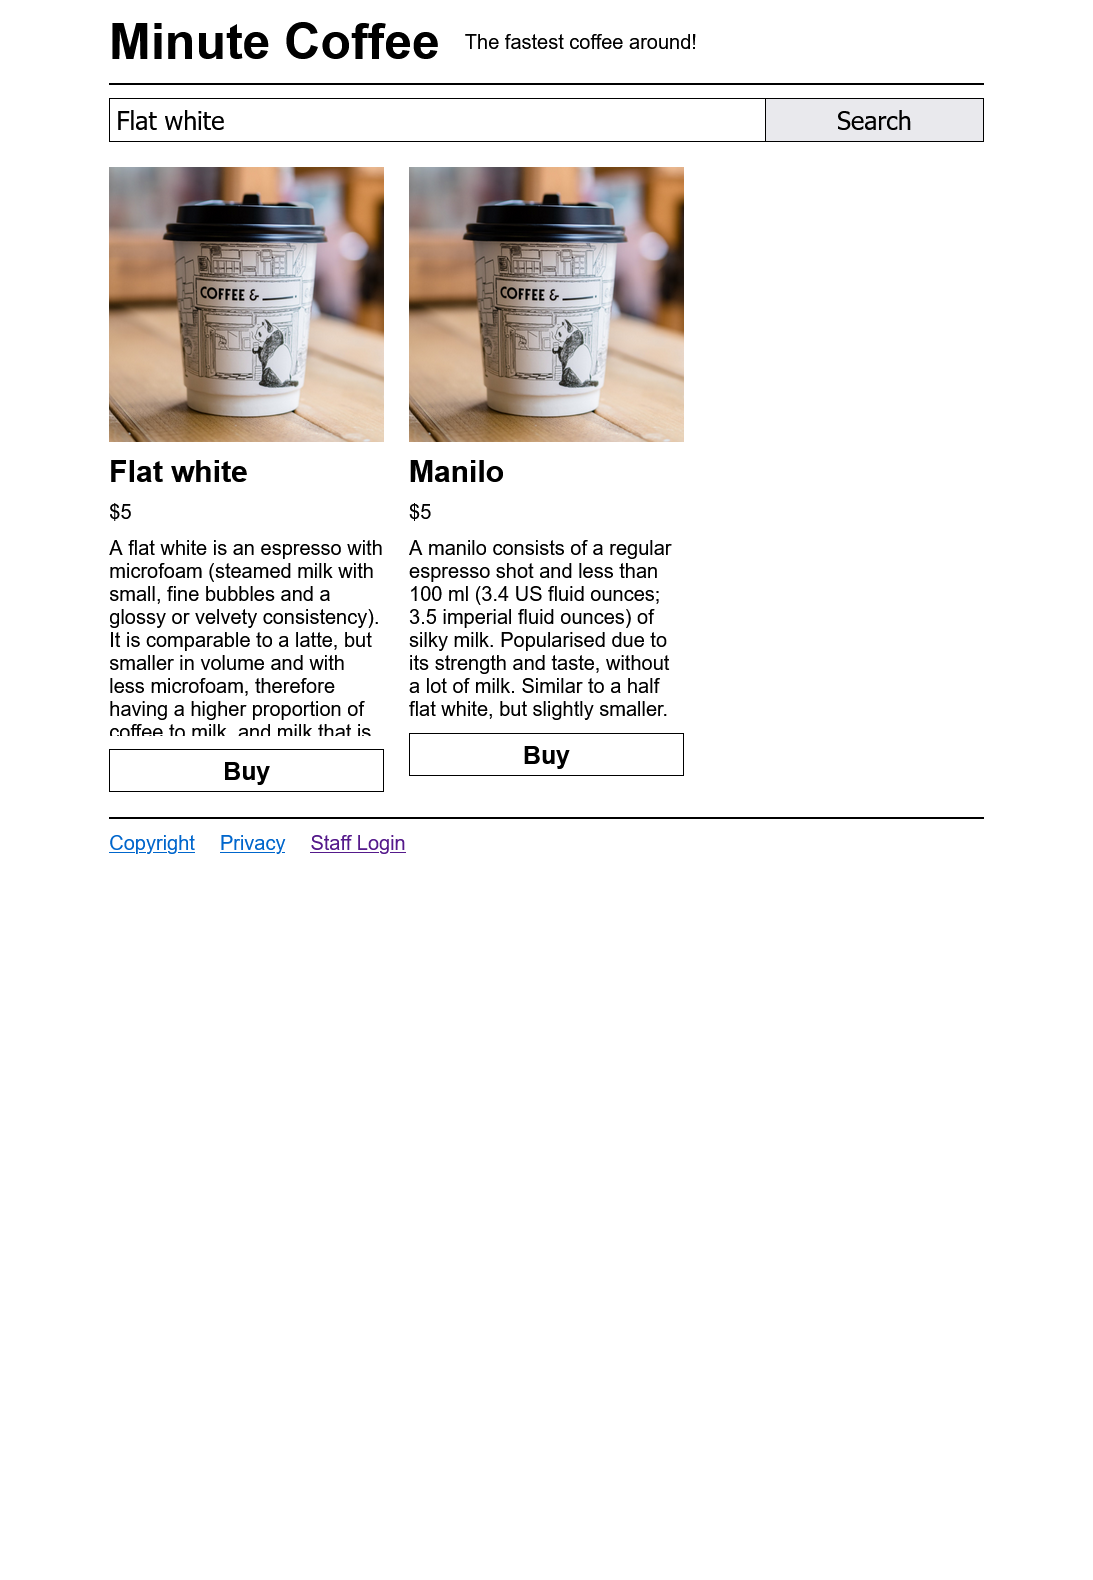 Minute Coffee
The fastest coffee around!
Flat white
Search
COFFEE &
COFFEE &
Flat white
$5
A flat white is an espresso with
microfoam (steamed milk with
small, fine bubbles and a
glossy or velvety consistency).
It is comparable to a latte, but
smaller in volume and with
less microfoam, therefore
having a higher proportion of
coffee to milk, and milk that is
Buy
Manilo
$5
A manilo consists of a regular
espresso shot and less than
100 ml (3.4 US fluid ounces;
3.5 imperial fluid ounces) of
silky milk. Popularised due to
its strength and taste, without
a lot of milk. Similar to a half
flat white, but slightly smaller.
Buy
Copyright
Privacy
Staff Login